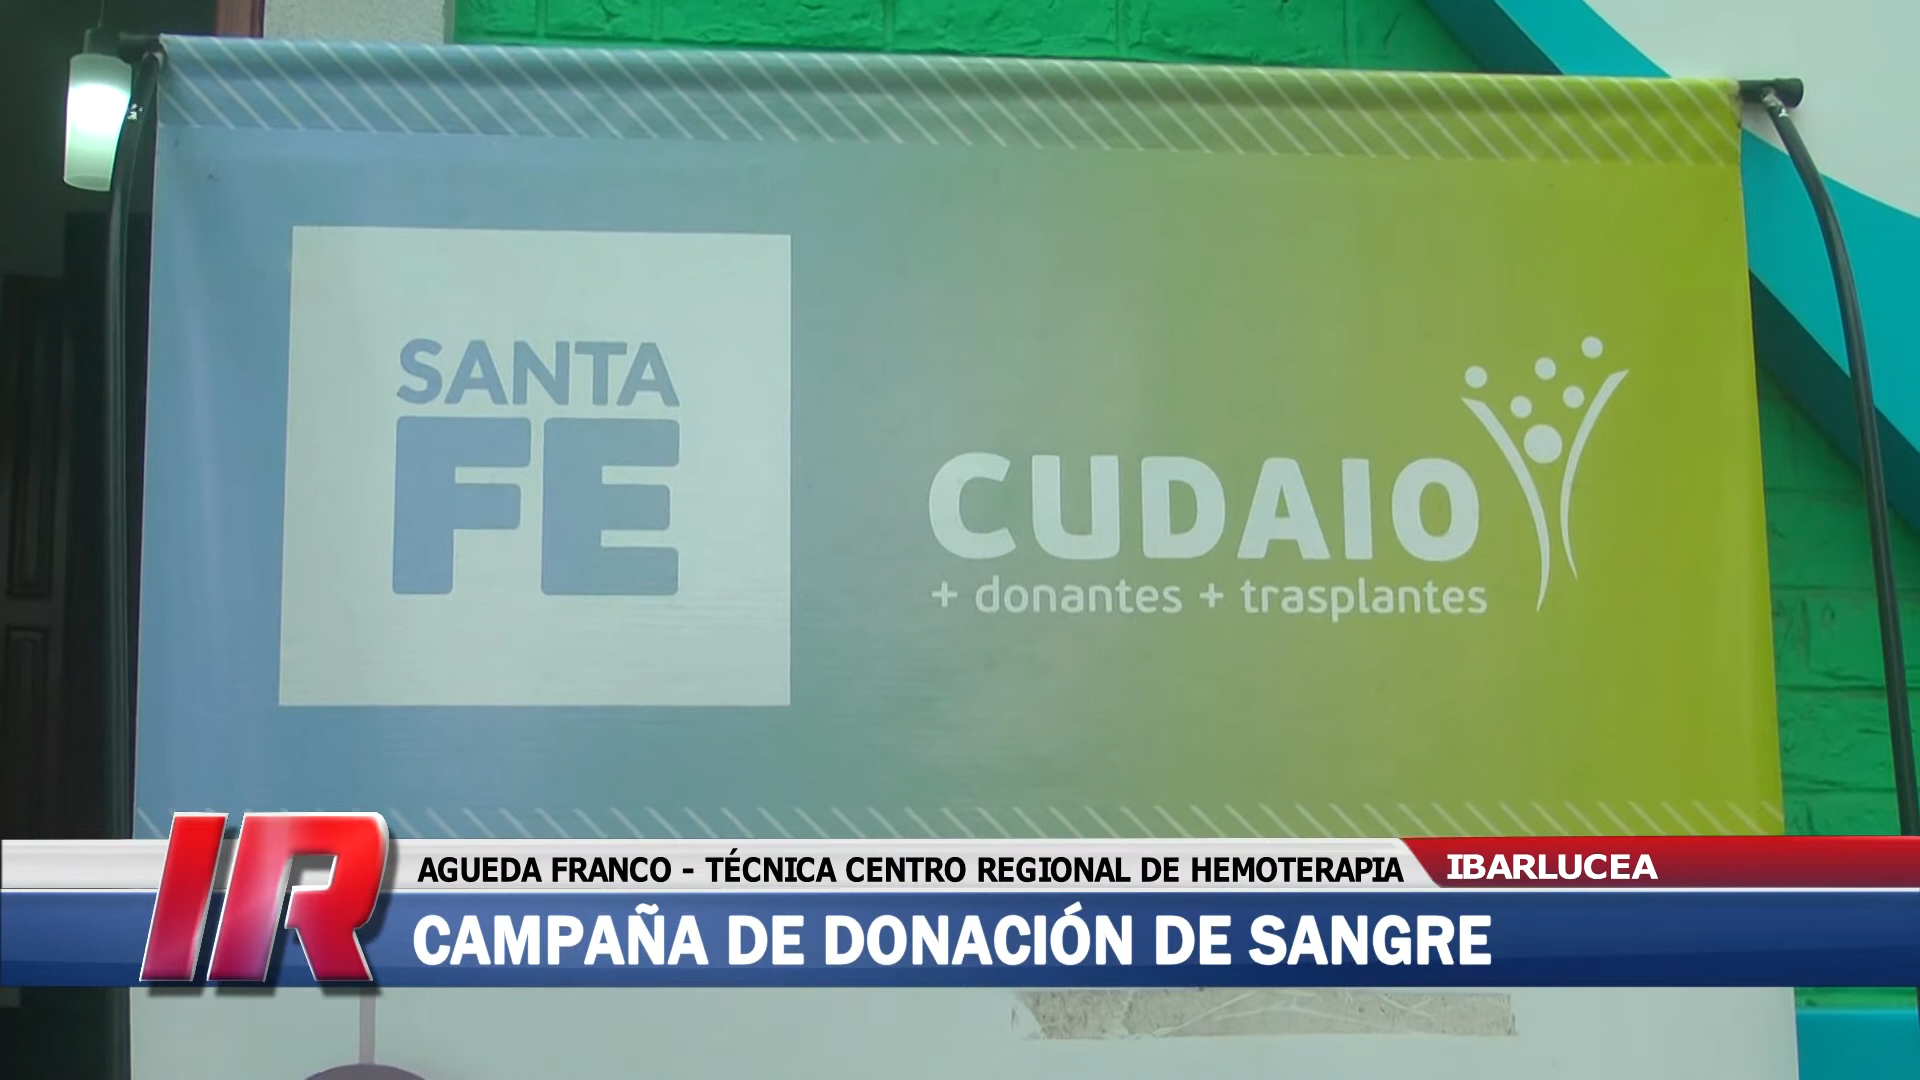 SANTA
FE
CUDAIO
+ donantes + trasplantes
IR
AGUEDA FRANCO - TÉCNICA CENTRO REGIONAL DE HEMOTERAPIA
IBARLUCEA
CAMPAÑA DE DONACIÓN DE SANGRE